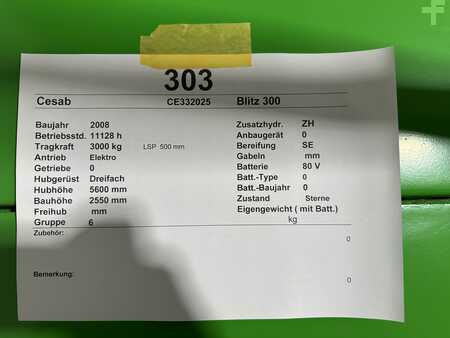 303
Cesab CE332025 Blitz 300
Baujahr 2008 Zusatzhydr. ZH
Betriebsstd. 11128 h Anbaugerät 0
Tragkraft 3000 kg LSP 500 mm Bereifung SE
Antrieb Elektro Gabeln mm
Getriebe 0 Batterie 80 V
Hubgerüst Dreifach Batt.-Type 0
Hubhöhe 5600 mm Batt.-Baujahr 0
Bauhöhe 2550 mm Zustand Sterne
Freihub mm Eigengewicht ( mit Batt.)
Gruppe 6 kg
Zubehör: 0
Bemerkung: 0